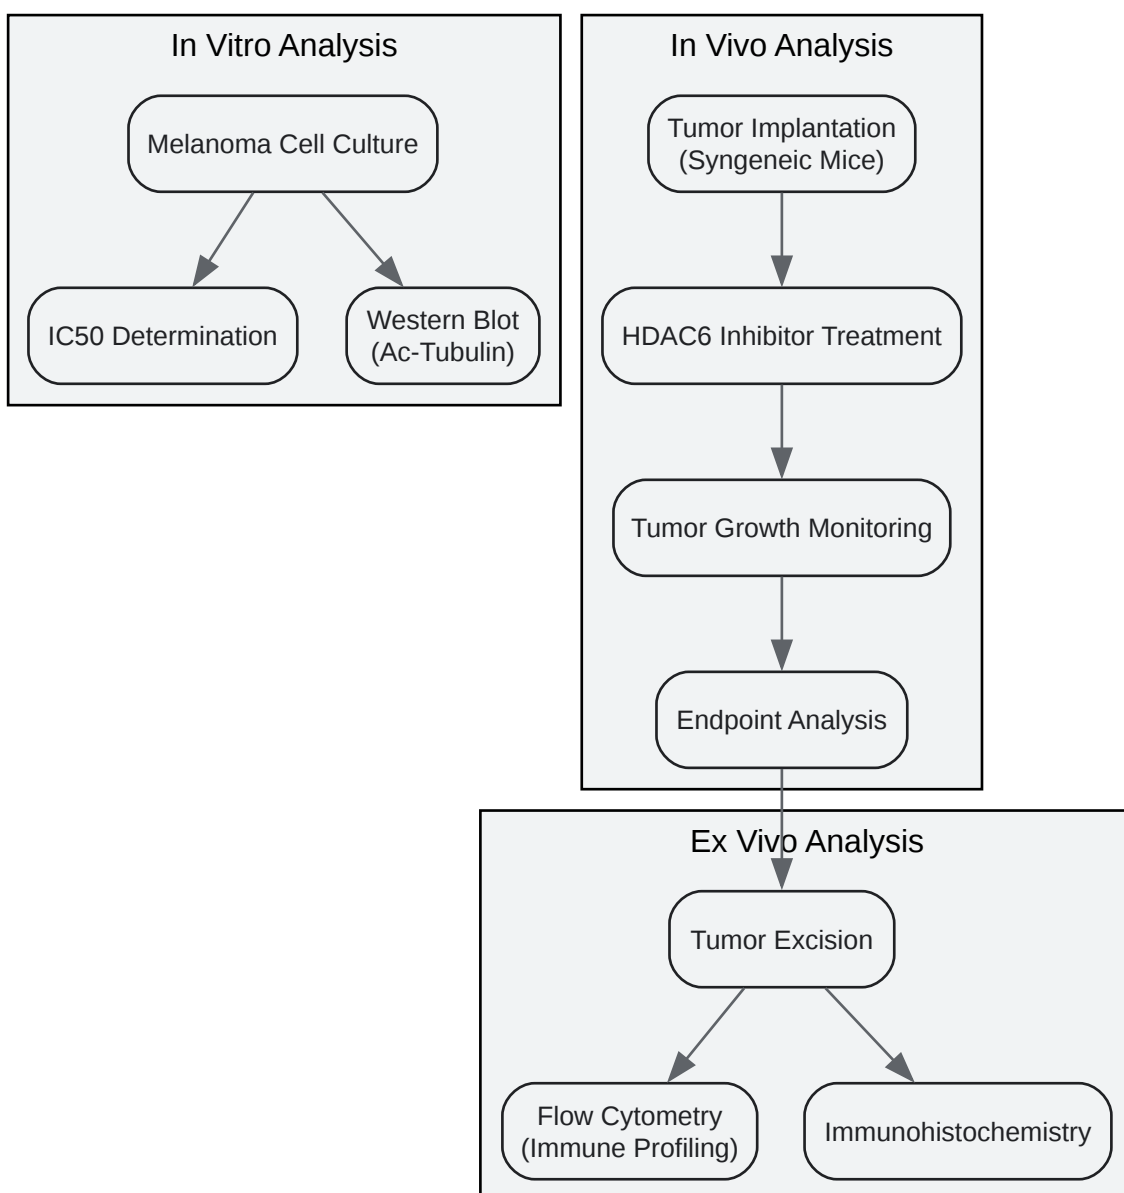 In Vitro Analysis
Melanoma Cell Culture
IC50 Determination
Western Blot
(Ac-Tubulin)
In Vivo Analysis
Tumor Implantation
(Syngeneic Mice)
HDAC6 Inhibitor Treatment
Tumor Growth Monitoring
Endpoint Analysis
Ex Vivo Analysis
Tumor Excision
Flow Cytometry
(Immune Profiling)
Immunohistochemistry